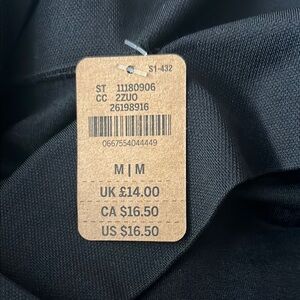 S1-432
ST 11180906
CC 2ZUO
26198916
0667554044449
M | M
UK £14.00
CA $16.50
US $16.50